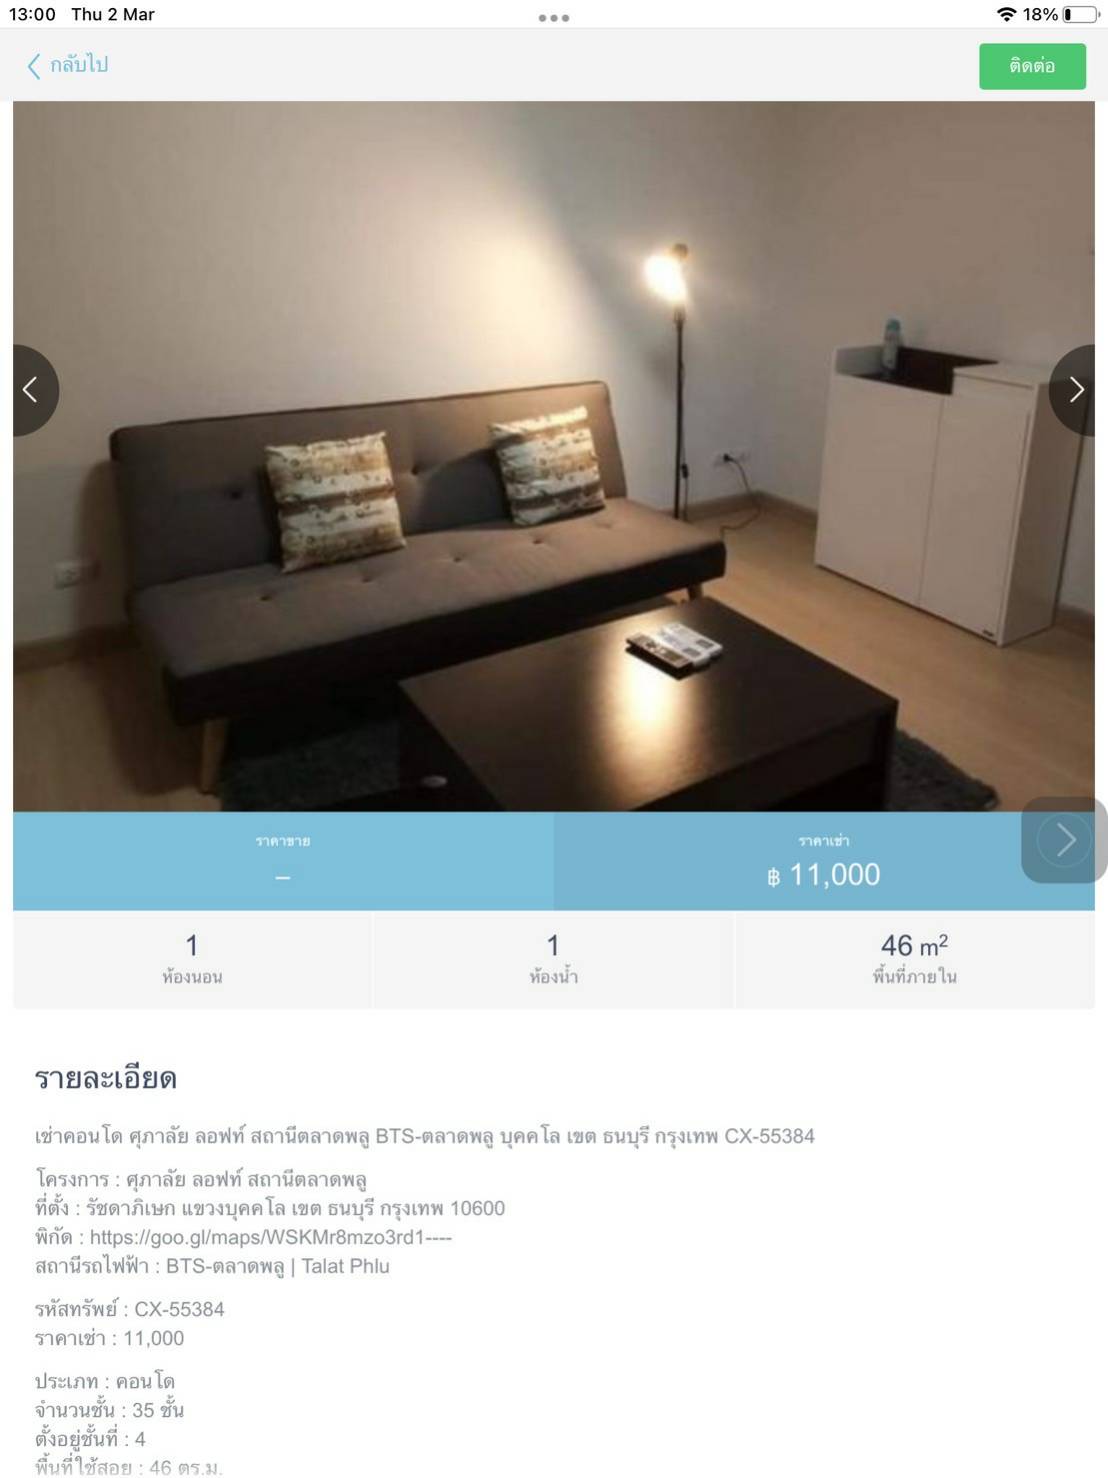 13:00 Thu 2 Mar
18%
กลับไป
ติดต่อ
ราคาขาย
–
ราคาเช่า
฿ 11,000
1
ห้องนอน
1
ห้องน้ำ
46 m²
พื้นที่ภายใน
รายละเอียด
เช่าคอนโด ศุภาลัย ลอฟท์ สถานีตลาดพลู BTS-ตลาดพลู บุคคโล เขต ธนบุรี กรุงเทพ CX-55384
โครงการ : ศุภาลัย ลอฟท์ สถานีตลาดพลู
ที่ตั้ง : รัชดาภิเษก แขวงบุคคโล เขต ธนบุรี กรุงเทพ 10600
พิกัด : https://goo.gl/maps/WSKMr8mzo3rd1----
สถานีรถไฟฟ้า : BTS-ตลาดพลู | Talat Phlu
รหัสทรัพย์ : CX-55384
ราคาเช่า : 11,000
ประเภท : คอนโด
จำนวนชั้น : 35 ชั้น
ตั้งอยู่ชั้นที่ : 4
พื้นที่ใช้สอย : 46 ตร.ม.